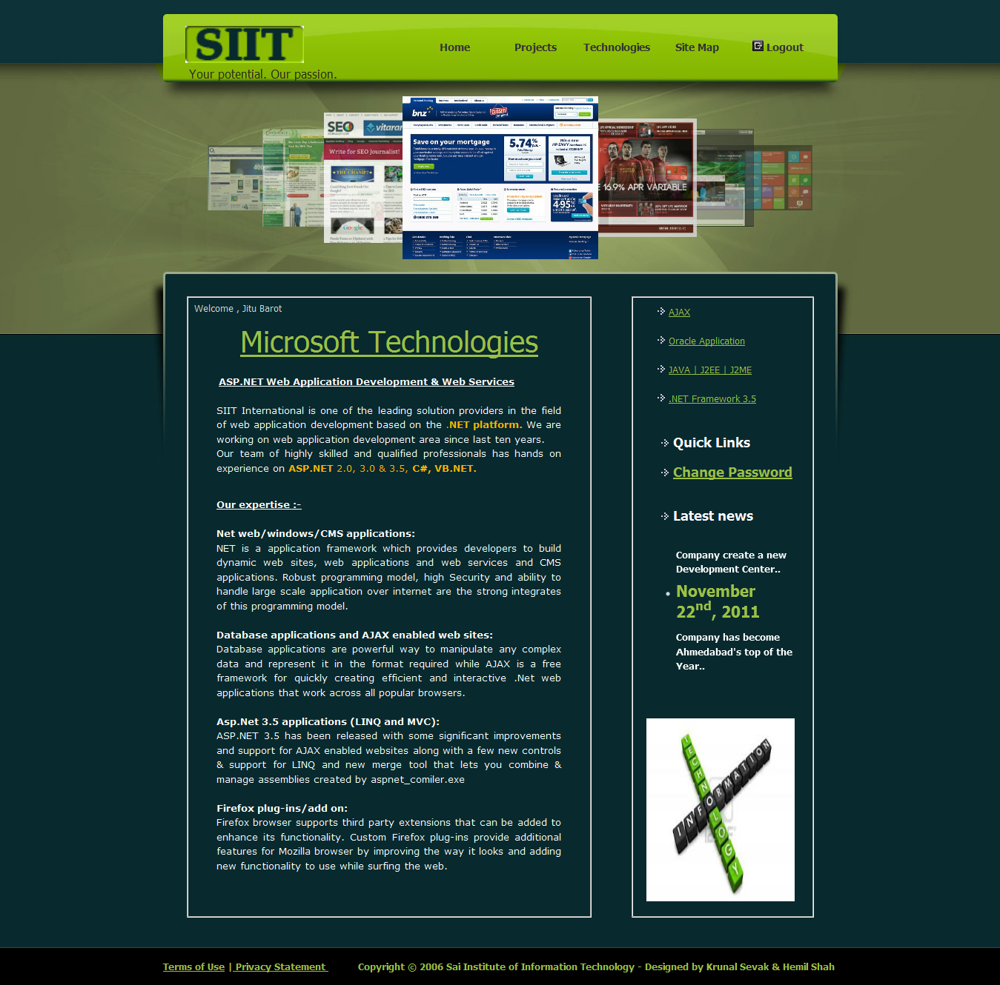 SIIT
Your potential. Our passion.
Home
Projects
Technologies
Site Map
Logout
SEO
vitaran
Write for SEO Journalist!
bnz
Save on your mortgage
5.74%
Win a new
HP ENVY
4.95%
16.9% APR VARIABLE
Google
Welcome , Jitu Barot
Microsoft Technologies
ASP.NET Web Application Development & Web Services
SIIT International is one of the leading solution providers in the field
of web application development based on the .NET platform. We are
working on web application development area since last ten years.
Our team of highly skilled and qualified professionals has hands on
experience on ASP.NET 2.0, 3.0 & 3.5, C#, VB.NET.
Our expertise :-
Net web/windows/CMS applications:
NET is a application framework which provides developers to build
dynamic web sites, web applications and web services and CMS
applications. Robust programming model, high Security and ability to
handle large scale application over internet are the strong integrates
of this programming model.
Database applications and AJAX enabled web sites:
Database applications are powerful way to manipulate any complex
data and represent it in the format required while AJAX is a free
framework for quickly creating efficient and interactive .Net web
applications that work across all popular browsers.
Asp.Net 3.5 applications (LINQ and MVC):
ASP.NET 3.5 has been released with some significant improvements
and support for AJAX enabled websites along with a few new controls
& support for LINQ and new merge tool that lets you combine &
manage assemblies created by aspnet_comiler.exe
Firefox plug-ins/add on:
Firefox browser supports third party extensions that can be added to
enhance its functionality. Custom Firefox plug-ins provide additional
features for Mozilla browser by improving the way it looks and adding
new functionality to use while surfing the web.
AJAX
Oracle Application
JAVA | J2EE | J2ME
.NET Framework 3.5
Quick Links
Change Password
Latest news
Company create a new
Development Center..
November
22nd, 2011
Company has become
Ahmedabad's top of the
Year..
TECHNOLOGY
INFORMATION
Terms of Use | Privacy Statement
Copyright © 2006 Sai Institute of Information Technology - Designed by Krunal Sevak & Hemil Shah